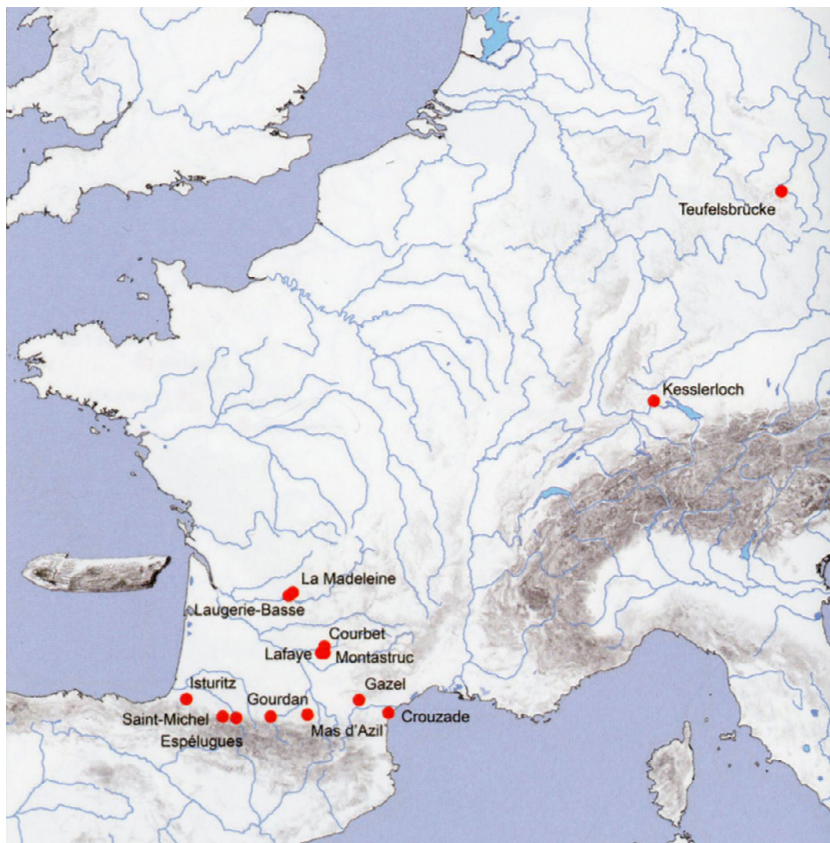 Teufelsbrücke
Kesslerloch
La Madeleine
Laugerie-Basse
Courbet
Lafaye
Montastruc
Isturitz
Gourdan
Gazel
Saint-Michel
Mas d'Azil
Crouzade
Espélugues